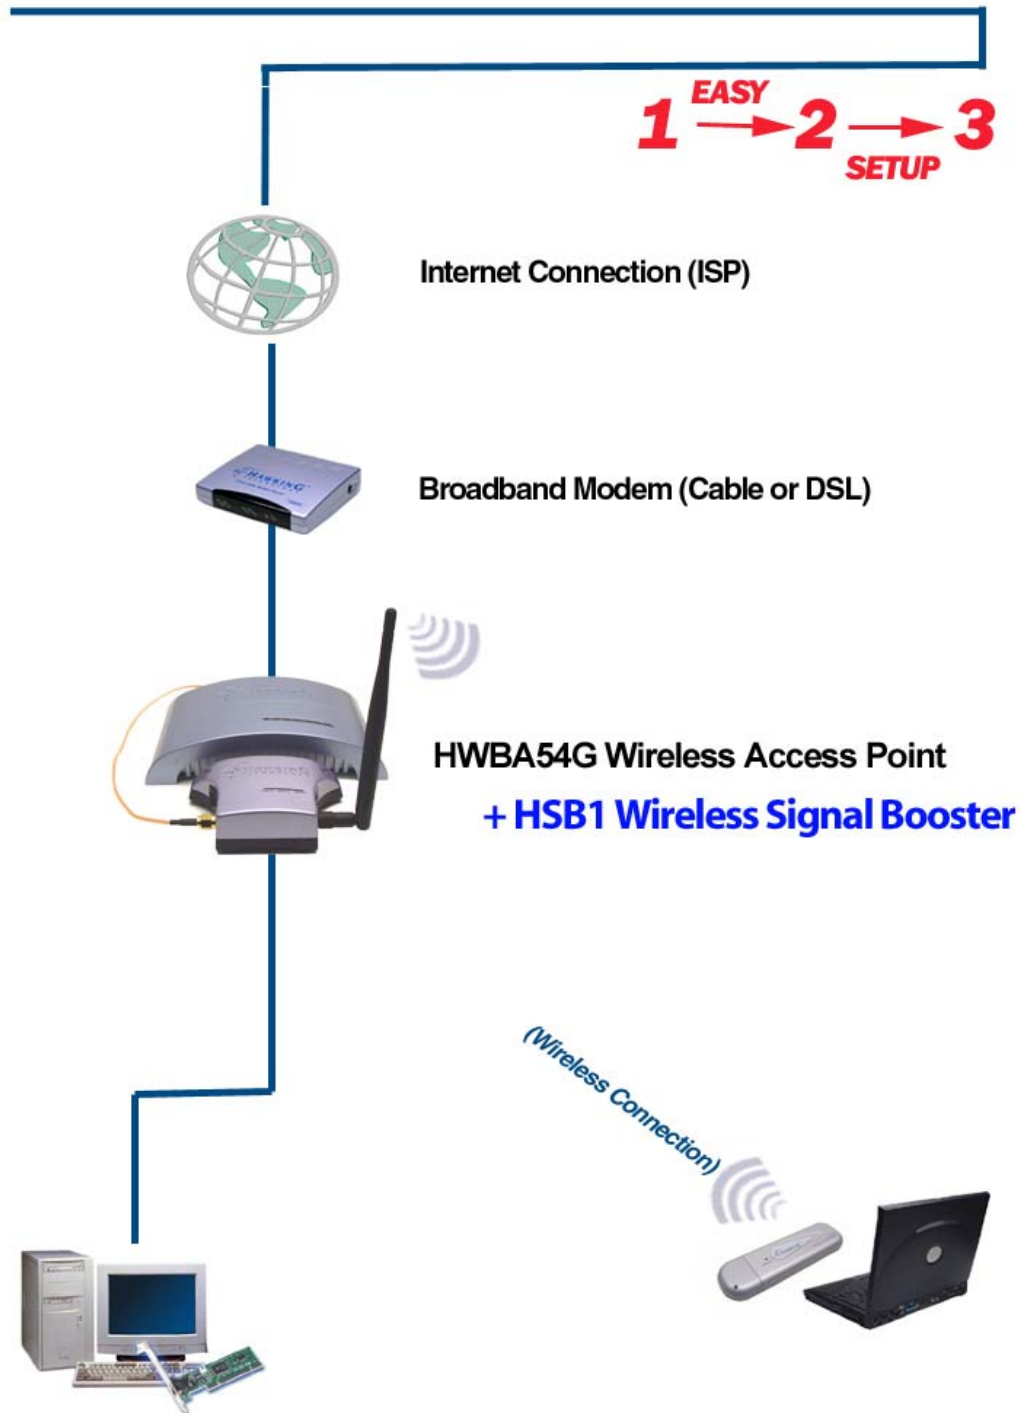 1 EASY 2 3
SETUP
Internet Connection (ISP)
HAWKING
Broadband Modem (Cable or DSL)
HWBA54G Wireless Access Point
+ HSB1 Wireless Signal Booster
(Wireless Connection)